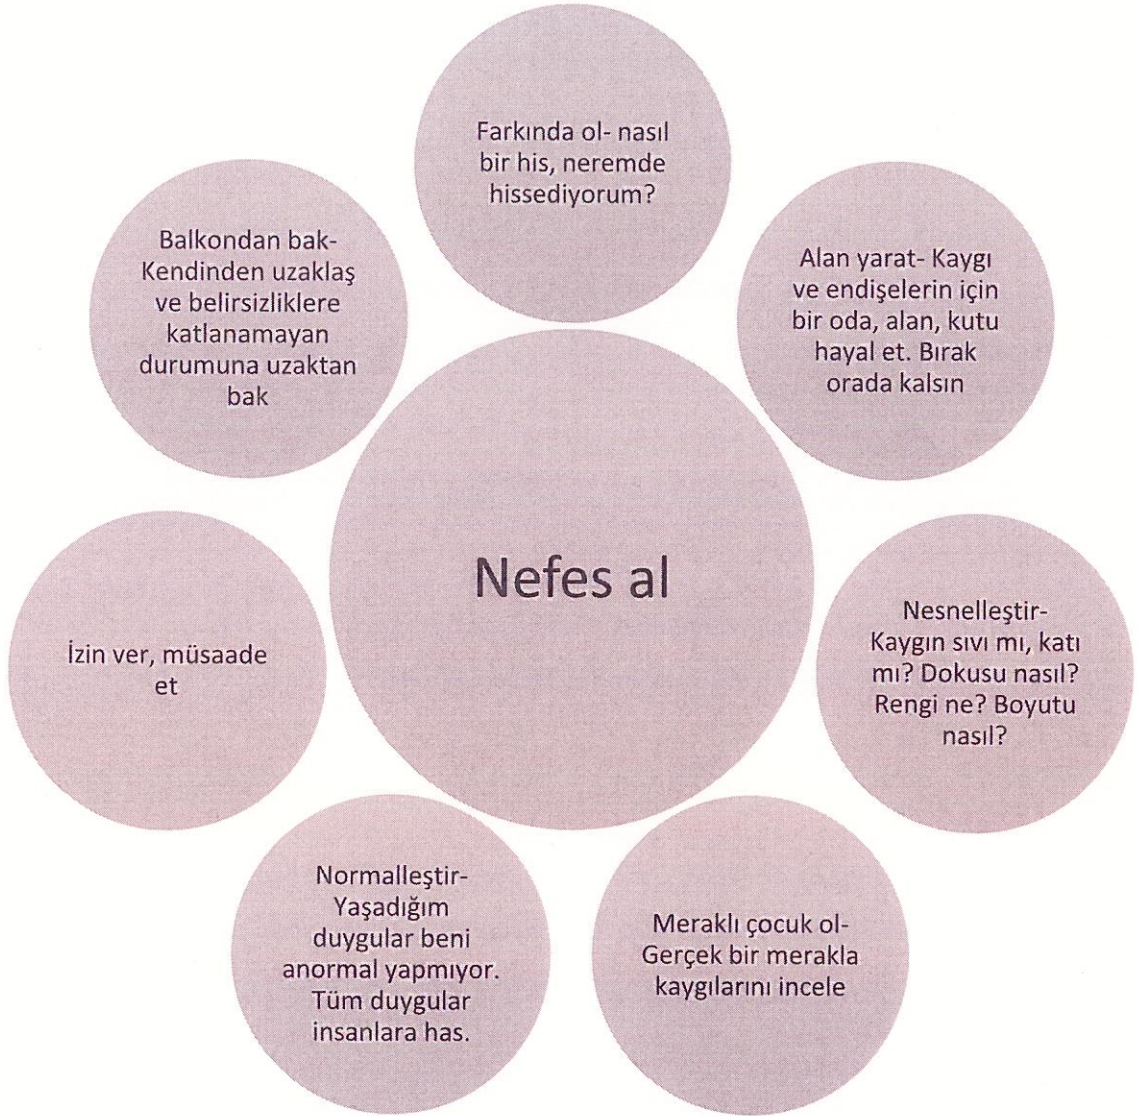 Farkında ol- nasıl
bir his, neremde
hissediyorum?
Alan yarat- Kaygı
ve endişelerin için
bir oda, alan, kutu
hayal et. Bırak
orada kalsın
Nesnelleştir-
Kaygın sıvı mı, katı
mı? Dokusu nasıl?
Rengi ne? Boyutu
nasıl?
Meraklı çocuk ol-
Gerçek bir merakla
kaygılarını incele
Normalleştir-
Yaşadığım
duygular beni
anormal yapmıyor.
Tüm duygular
insanlara has.
İzin ver, müsaade
et
Balkondan bak-
Kendinden uzaklaş
ve belirsizliklere
katlanamayan
durumuna uzaktan
bak
Nefes al